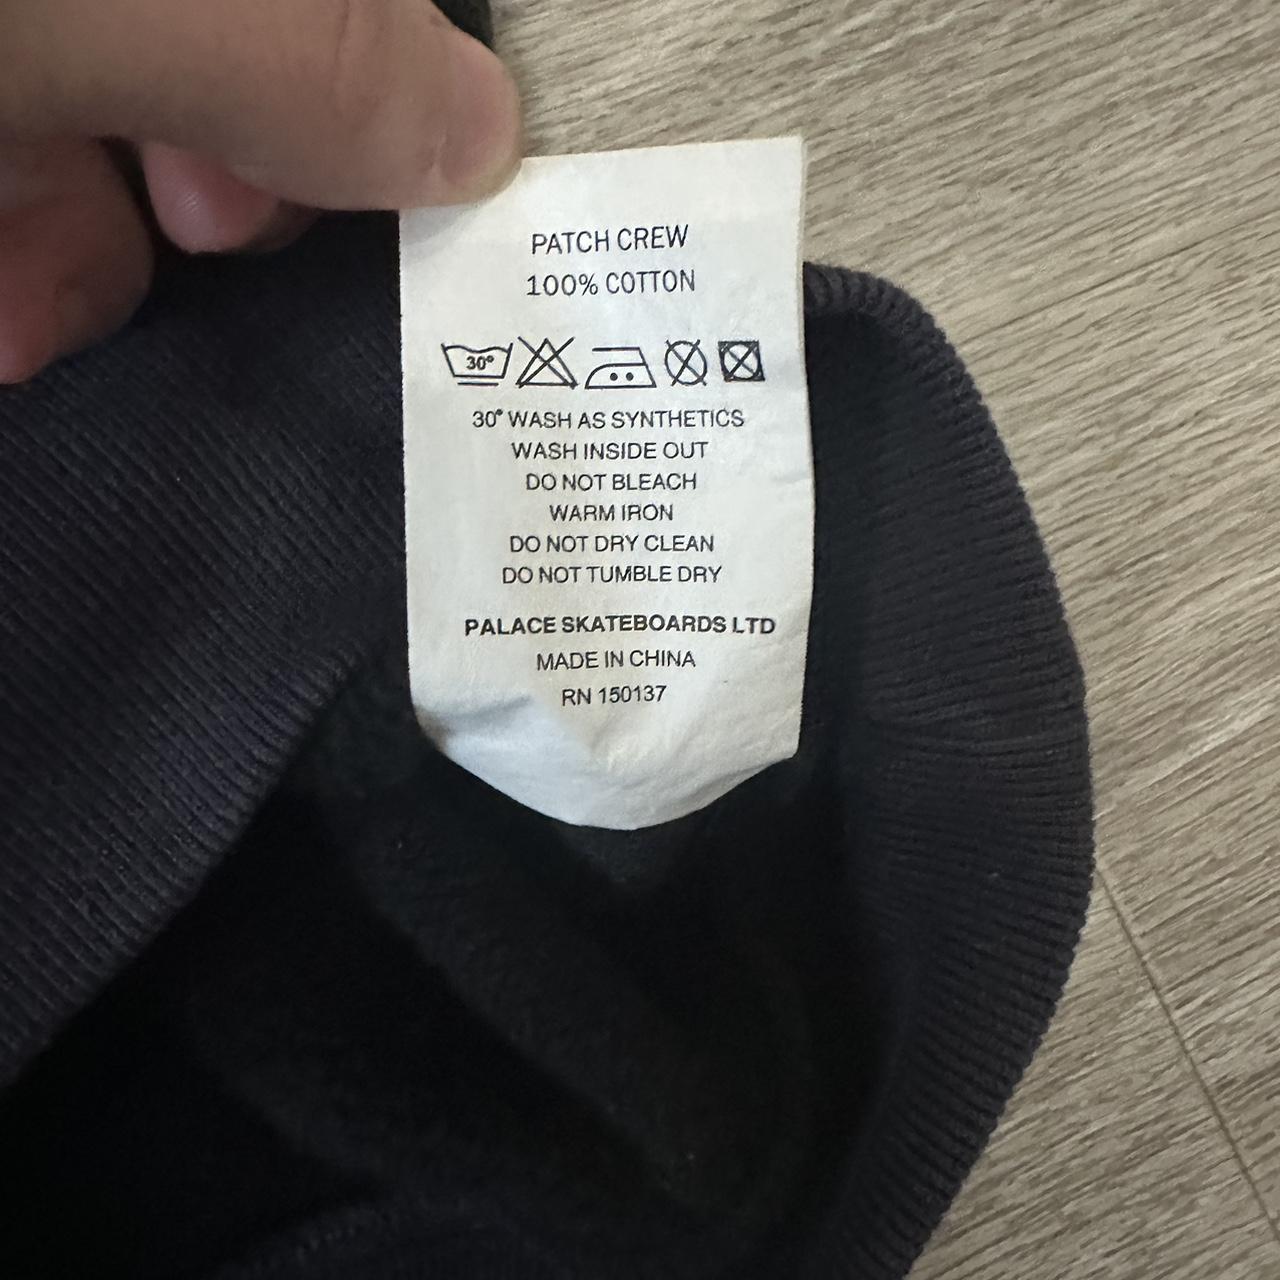 PATCH CREW
100% COTTON
30°
30° WASH AS SYNTHETICS
WASH INSIDE OUT
DO NOT BLEACH
WARM IRON
DO NOT DRY CLEAN
DO NOT TUMBLE DRY
PALACE SKATEBOARDS LTD
MADE IN CHINA
RN 150137